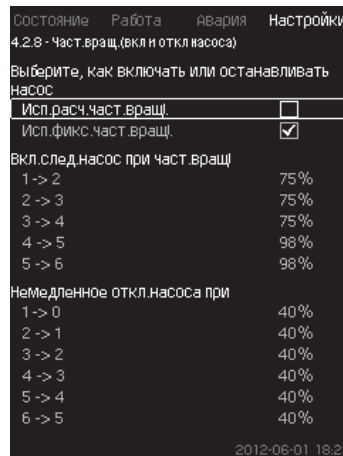 Состояние Работа Авария Настройки
4.2.8 - Част.вращ.(вкл и откл насоса)
Выберите, как включать или останавливать
насос
Исп.расч.част.вращ.
Исп.фикс.част.вращ.
Вкл.след.насос при част.вращ
1 -> 2 75%
2 -> 3 75%
3 -> 4 75%
4 -> 5 98%
5 -> 6 98%
Немедленное откл.насоса при
1 -> 0 40%
2 -> 1 40%
3 -> 2 40%
4 -> 3 40%
5 -> 4 40%
6 -> 5 40%
2012-06-01 18:2